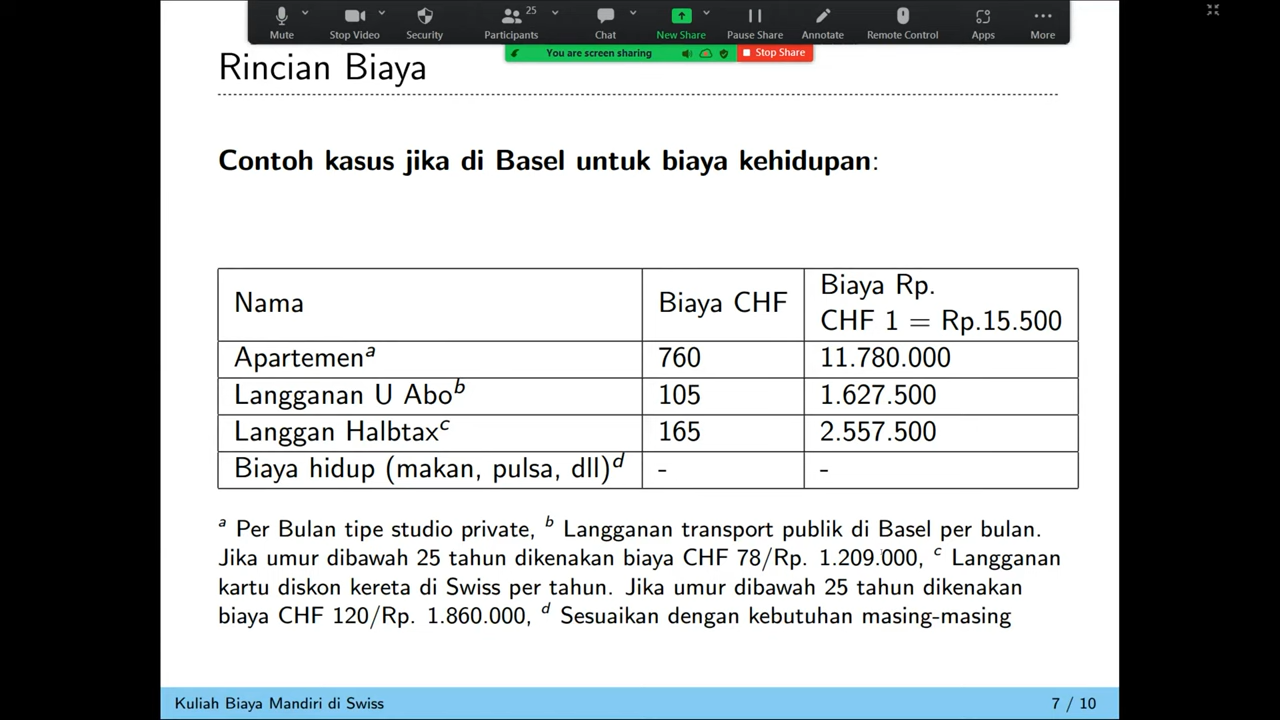 Mute
Stop Video
Security
25
Participants
Chat
New Share
Pause Share
Annotate
Remote Control
Apps
More
You are screen sharing
Stop Share
Rincian Biaya
Contoh kasus jika di Basel untuk biaya kehidupan:
Nama
Biaya CHF
Biaya Rp.
CHF 1 = Rp.15.500
Apartemen^a 760 11.780.000
Langganan U Abo^b 105 1.627.500
Langgan Halbtax^c 165 2.557.500
Biaya hidup (makan, pulsa, dll)^d - -
^a Per Bulan tipe studio private, ^b Langganan transport publik di Basel per bulan.
Jika umur dibawah 25 tahun dikenakan biaya CHF 78/Rp. 1.209.000, ^c Langganan
kartu diskon kereta di Swiss per tahun. Jika umur dibawah 25 tahun dikenakan
biaya CHF 120/Rp. 1.860.000, ^d Sesuaikan dengan kebutuhan masing-masing
Kuliah Biaya Mandiri di Swiss
7 / 10